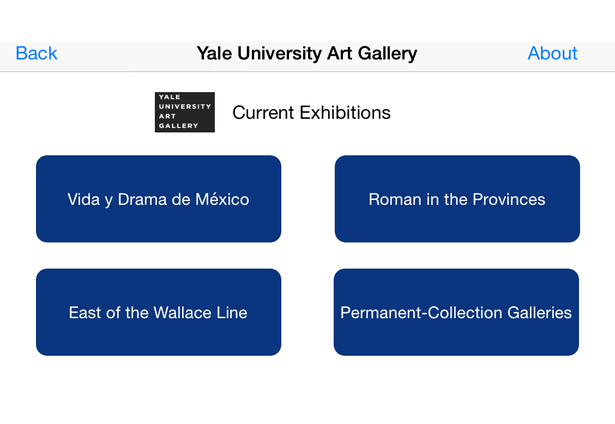 Back
Yale University Art Gallery
About
YALE
UNIVERSITY
ART
GALLERY
Current Exhibitions
Vida y Drama de México
Roman in the Provinces
East of the Wallace Line
Permanent-Collection Galleries